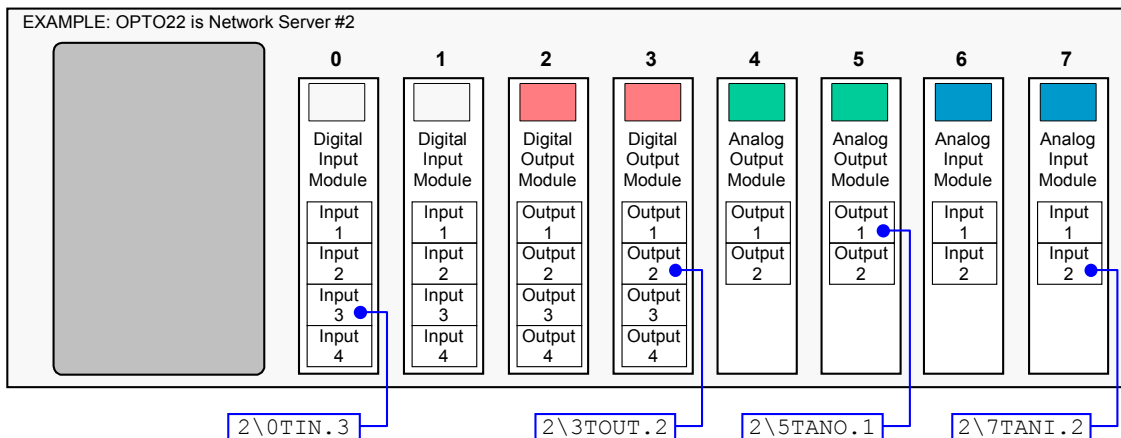 EXAMPLE: OPTO22 is Network Server #2
0 1 2 3 4 5 6 7
Digital Digital Digital Digital Analog Analog Analog Analog
Input Input Output Output Output Output Input Input
Module Module Module Module Module Module Module Module
Input Input Output Output Output Output Input Input
1 1 1 1 1 1 1 1
Input Input Output Output Output Output Input Input
2 2 2 2 2 2 2 2
Input Input Output Output
3 3 3 3
Input Input Output Output
4 4 4 4
2\0TIN.3 2\3TOUT.2 2\5TANO.1 2\7TANI.2